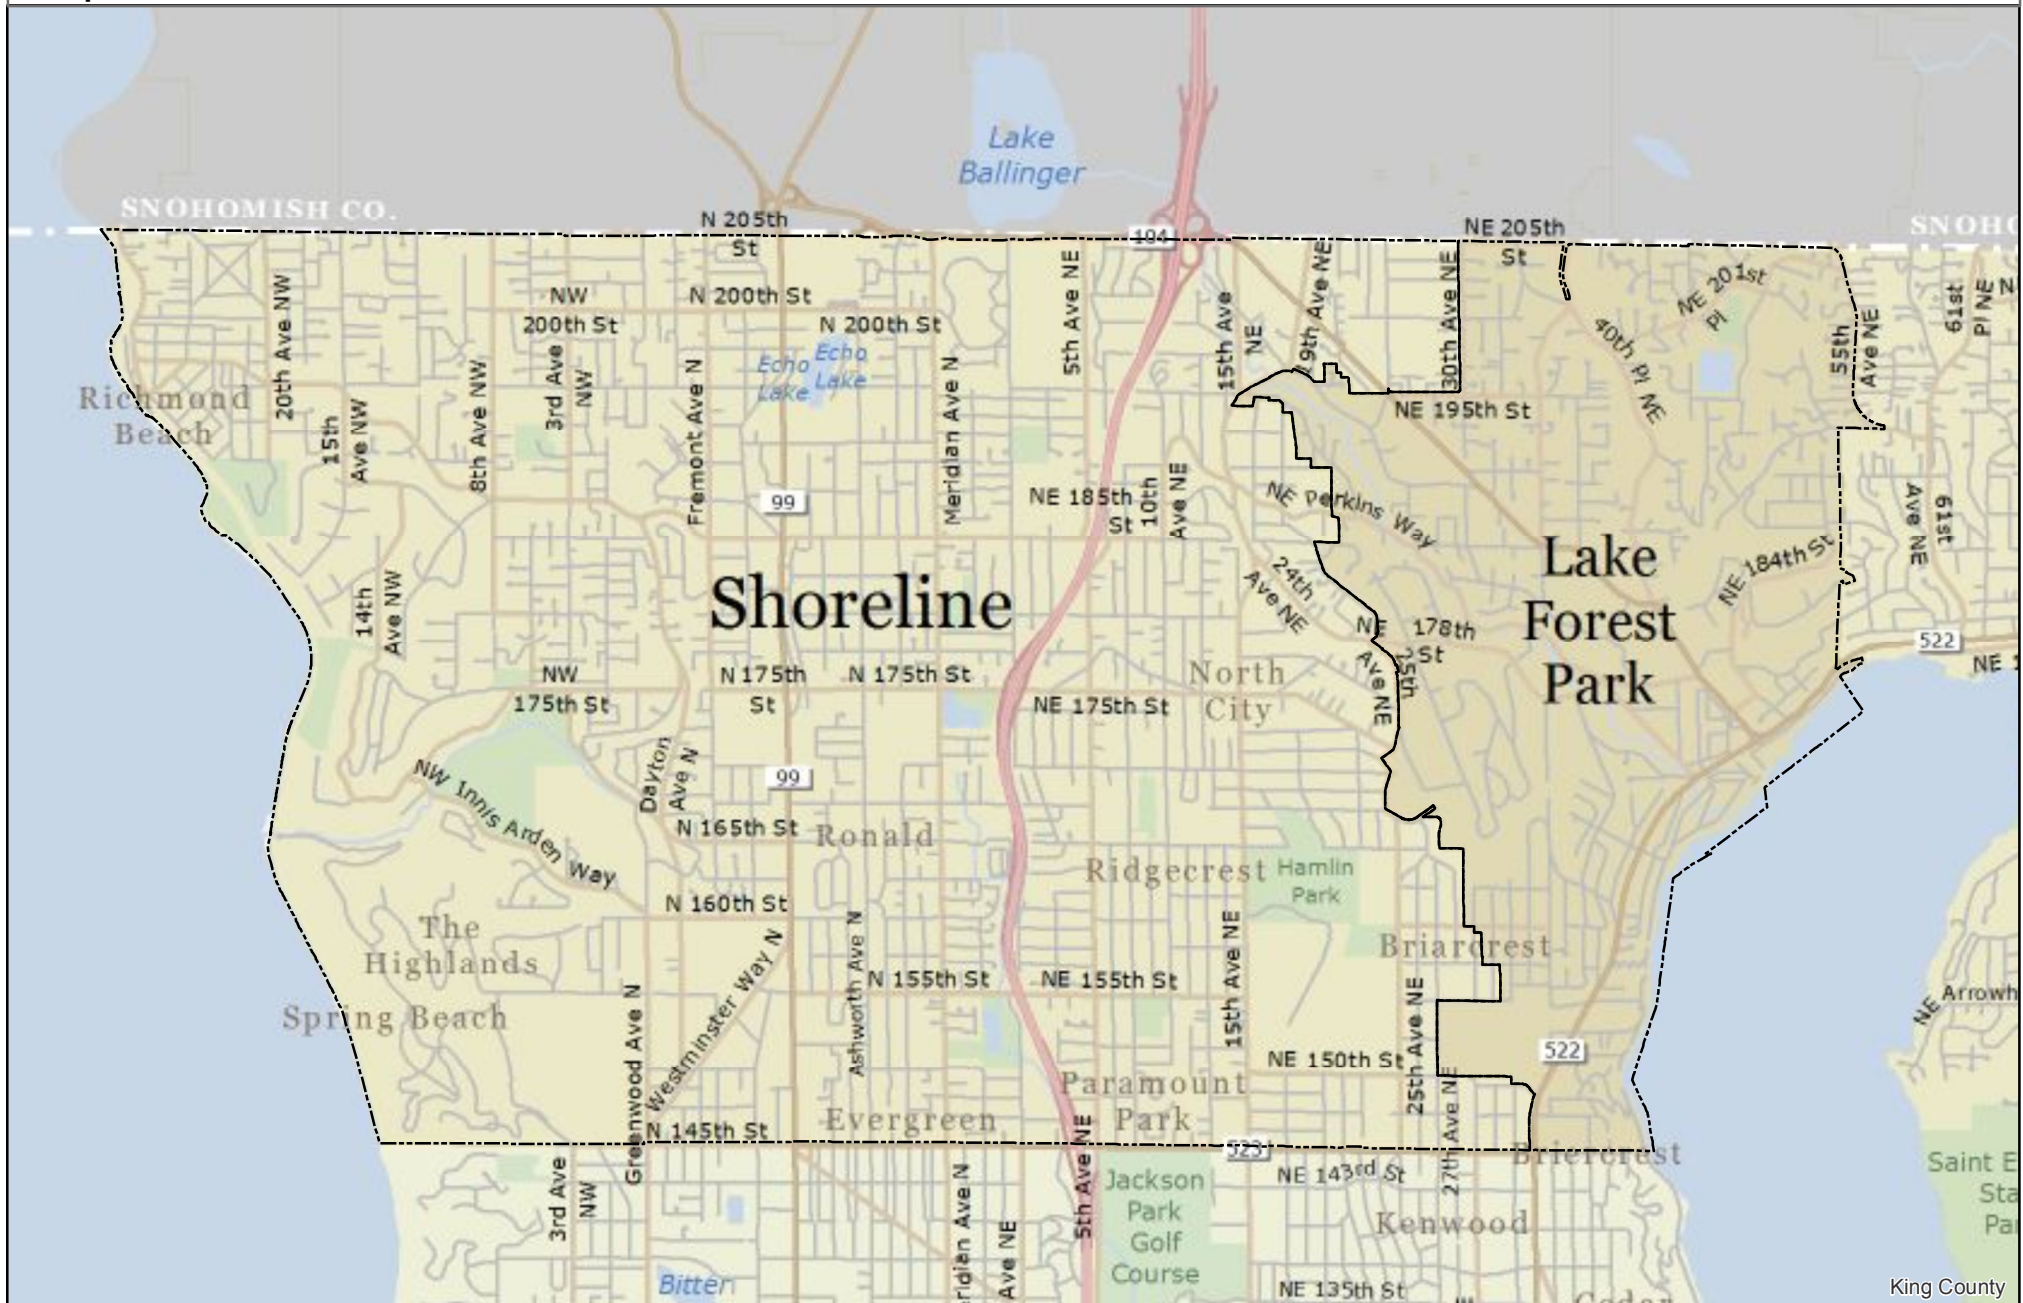 Lake
Ballinger
SNOHOMISH CO.
N 205th
St
104
NE 205th
St
SNOHO
NW
200th St
N 200th St
N 200th St
20th Ave NW
15th
Ave NW
8th Ave NW
3rd Ave
NW
Fremont Ave N
Echo
Lake
Echo
Lake
Meridian Ave N
5th Ave NE
15th Ave
NE
19th Ave NE
30th Ave NE
NE 201st
Pl
40th Pl NE
55th
Ave NE
61st
Pl NE
N
Richmond
Beach
NE 195th St
99
NE 185th
St
10th
Ave NE
NE Perkins Way
61st
Ave NE
Lake
Forest
Park
NE 184th St
14th
Ave NW
Shoreline
24th
Ave NE
NE 178th
St
25th
Ave NE
522
NE 1
NW
175th St
N 175th
St
N 175th St
NE 175th St
North
City
Dayton
Ave N
99
NW Innis Arden Way
N 165th St
Ronald
Ridgecrest
Hamlin
Park
N 160th St
The
Highlands
Spring Beach
Ashworth Ave N
Westminster Way N
Greenwood Ave N
N 155th St
NE 155th St
15th Ave NE
Briarcrest
25th Ave NE
NE 150th St
522
NE
Arrowh
Paramount
Park
Evergreen
N 145th St
523
27th Ave NE
Briercrest
3rd Ave
NW
5th Ave NE
ridian Ave N
Ave NE
Jackson
Park
Golf
Course
NE 143rd St
Kenwood
Saint E
Sta
Pa
Bitter
NE 135th St
Cedar
King County